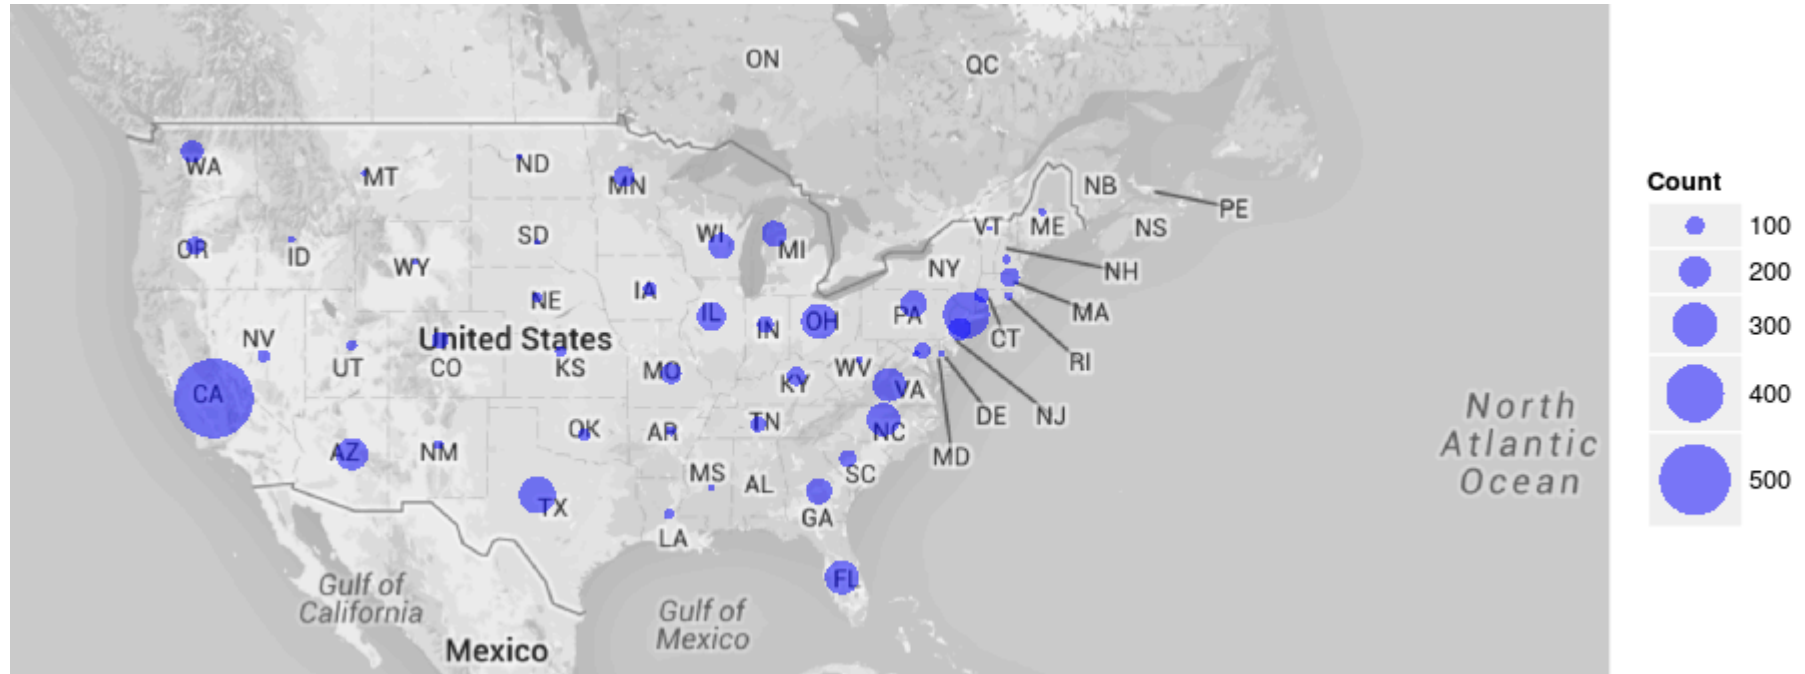 ON
QC
WA
MT
ND
MN
VT
ME
NB
PE
NS
OR
ID
WY
SD
WI
MI
NY
NH
MA
NE
IA
IL
IN
OH
PA
CT
RI
NV
UT
United States
CO
KS
MO
KY
WV
VA
DE
NJ
MD
CA
AZ
NM
OK
AR
TN
NC
SC
MS
AL
GA
TX
LA
FL
Gulf of
California
Mexico
Gulf of
Mexico
North
Atlantic
Ocean
Count
100
200
300
400
500